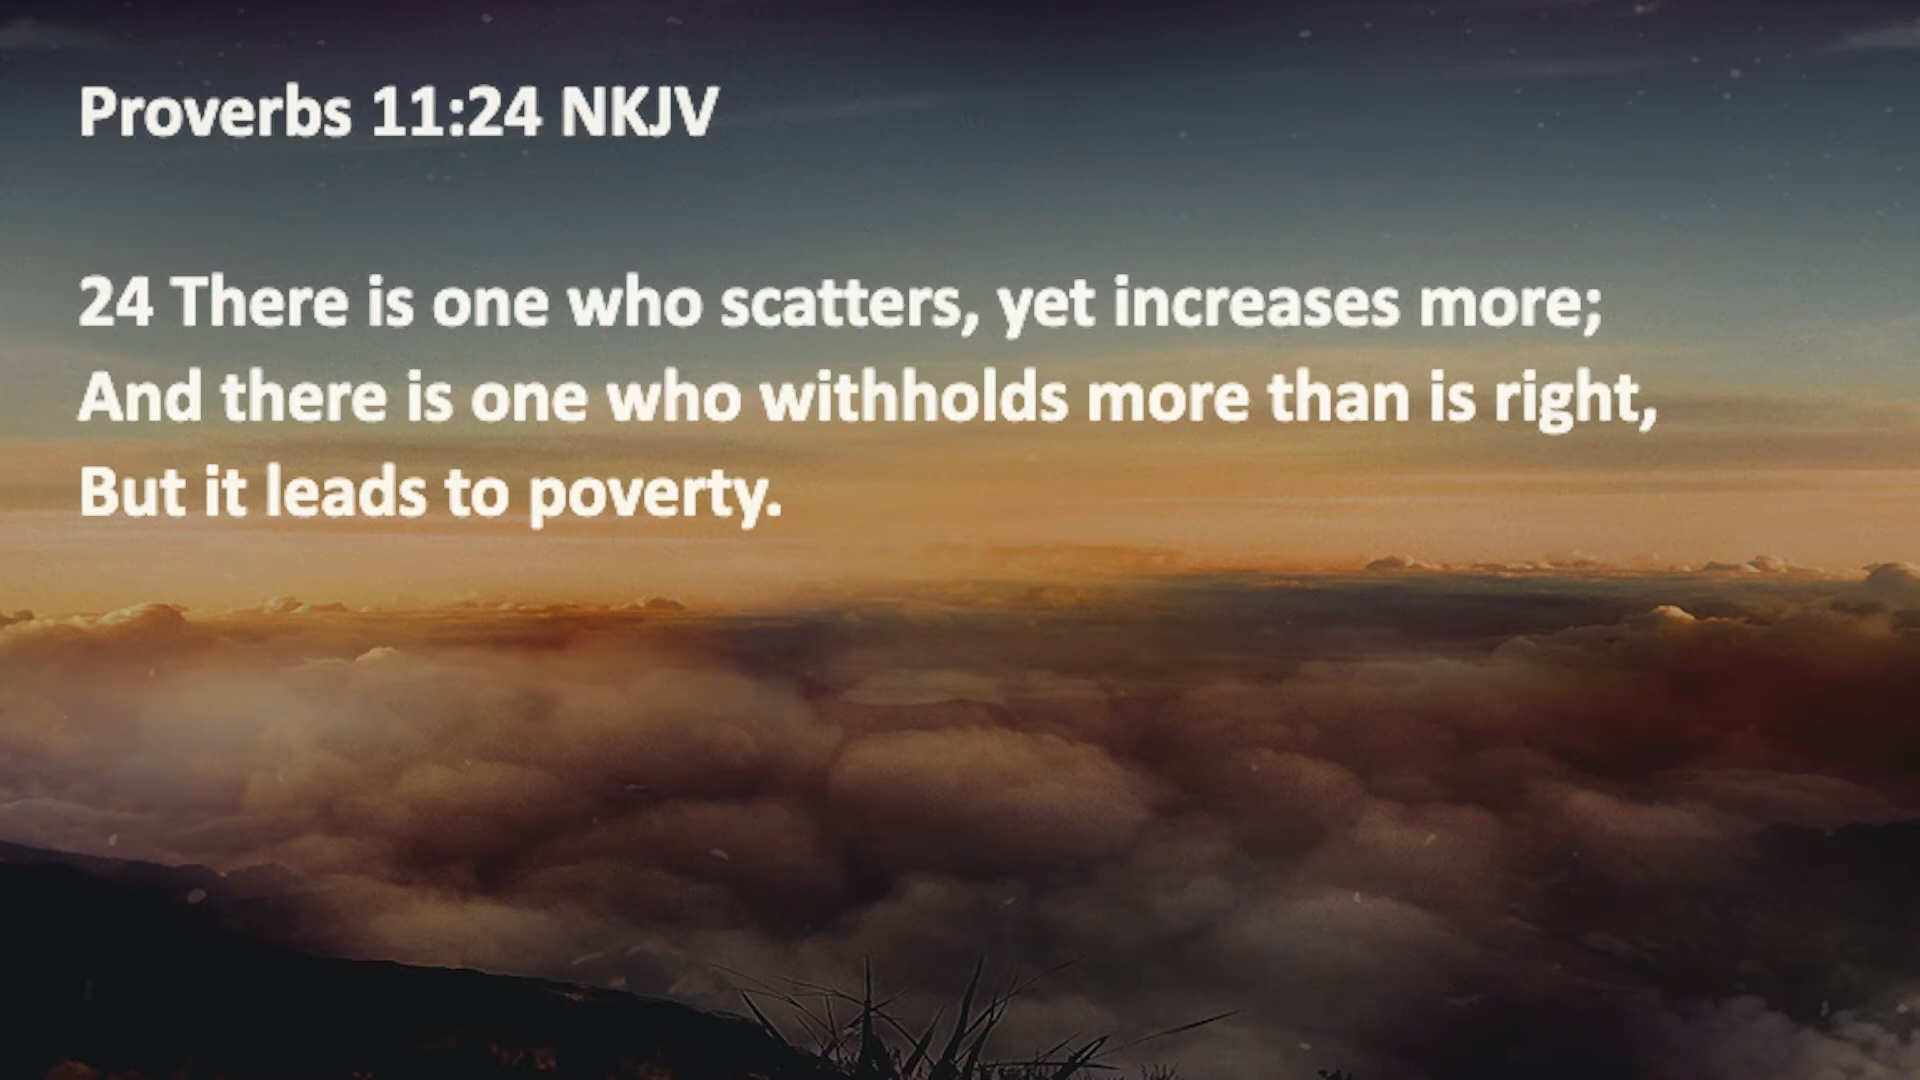 Proverbs 11:24 NKJV
24 There is one who scatters, yet increases more;
And there is one who withholds more than is right,
But it leads to poverty.